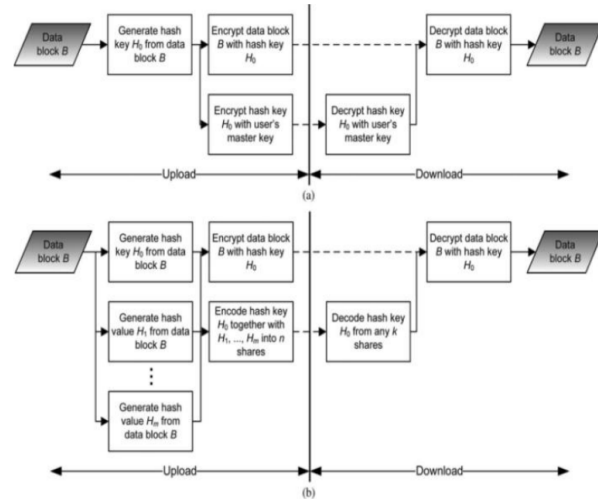 Data
block B
Generate hash
key H0 from data
block B
Encrypt data block
B with hash key
H0
Decrypt data block
B with hash key
H0
Data
block B
Encrypt hash key
H0 with user's
master key
Decrypt hash key
H0 with user's
master key
Upload
Download
(a)
Data
block B
Generate hash
key H0 from data
block B
Encrypt data block
B with hash key
H0
Decrypt data block
B with hash key
H0
Data
block B
Generate hash
value H1 from data
block B
Encode hash key
H0 together with
H1, ..., Hm into n
shares
Decode hash key
H0 from any k
shares
Generate hash
value Hm from
data block B
Upload
Download
(b)